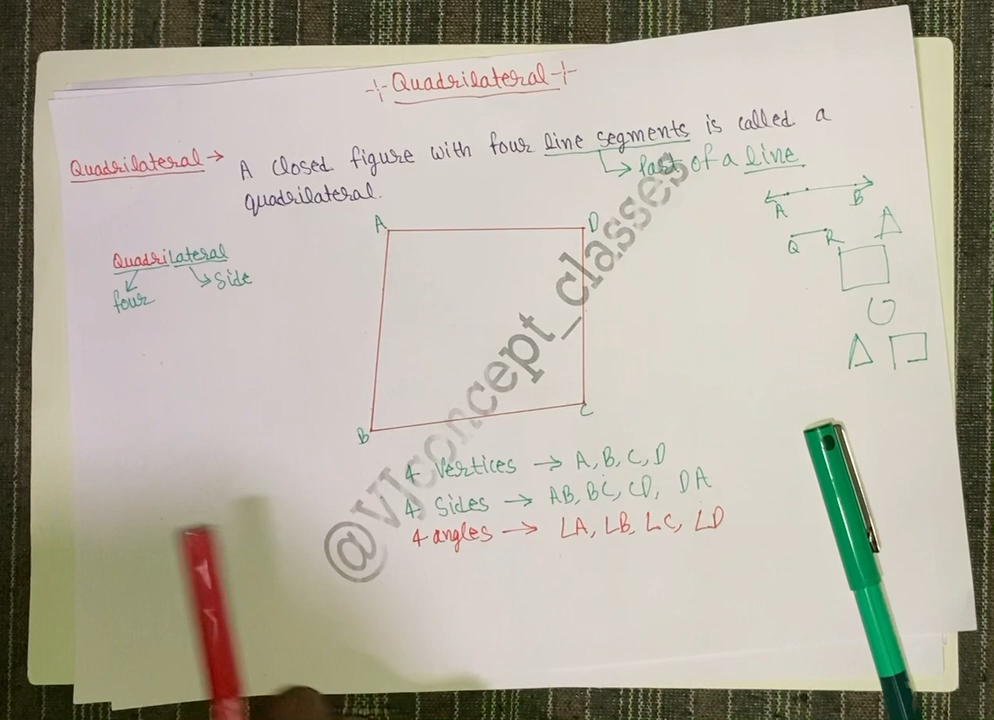 Quadrilateral
Quadrilateral → A closed figure with four line segments is called a
quadrilateral.
↳ Part of a line
A B
Q R
Quadrilateral
four
side
A D
B C
4 Vertices → A, B, C, D
4 Sides → AB, BC, CD, DA
4 angles → ∠A, ∠B, ∠C, ∠D
@VJconcept_classes